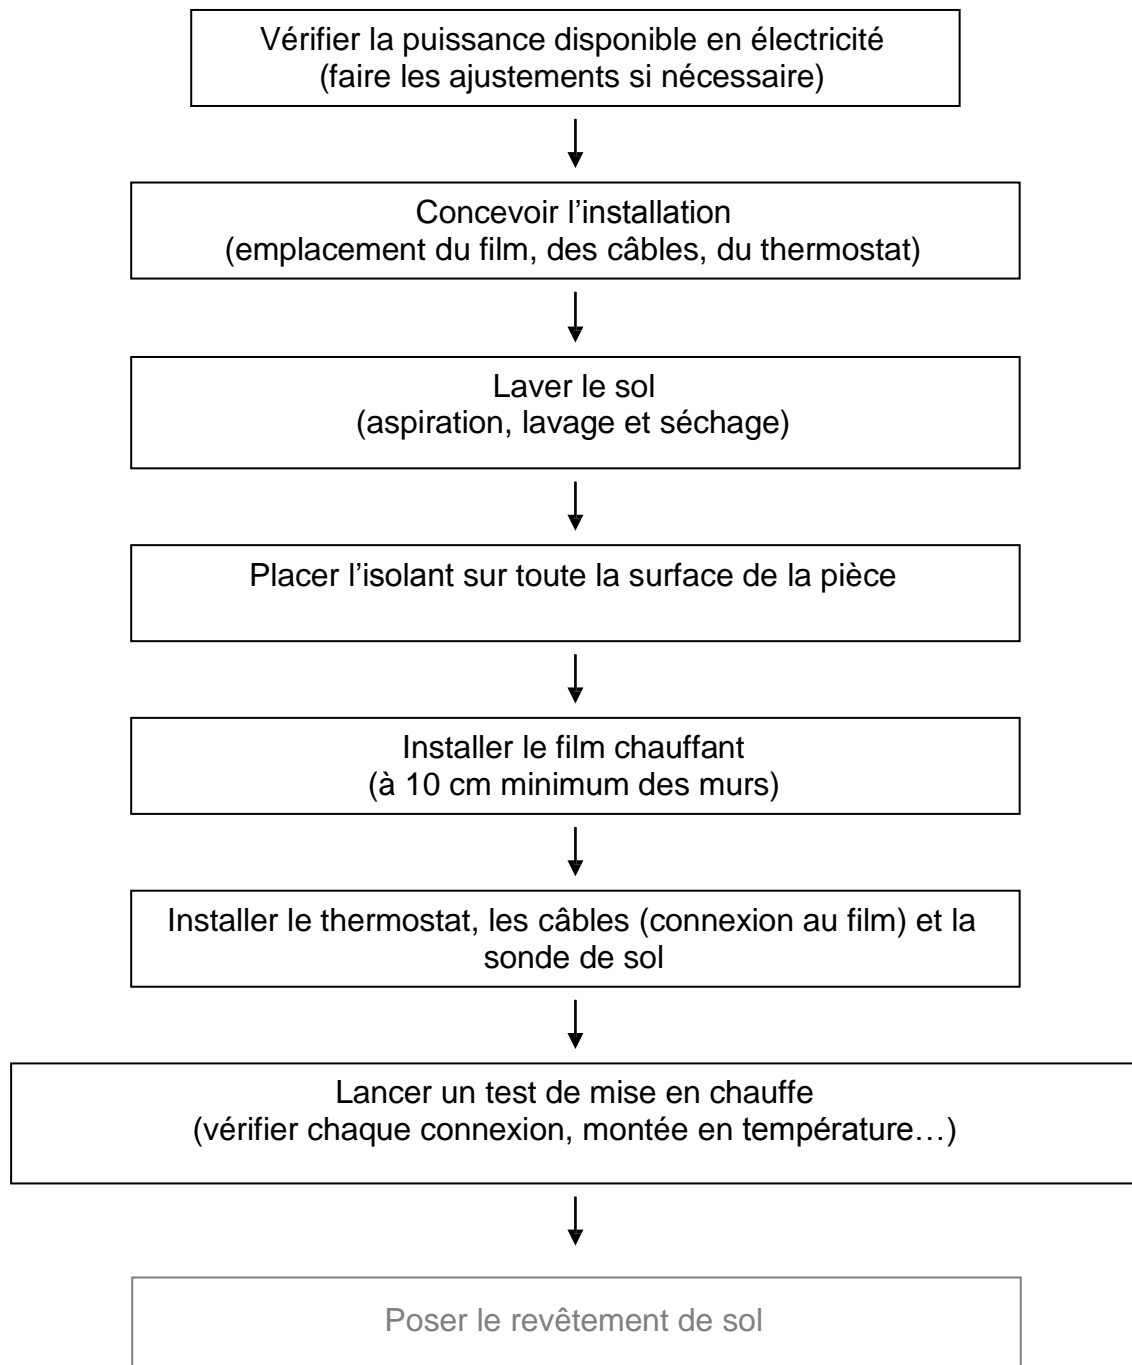 Vérifier la puissance disponible en électricité
(faire les ajustements si nécessaire)
Concevoir l’installation
(emplacement du film, des câbles, du thermostat)
Laver le sol
(aspiration, lavage et séchage)
Placer l’isolant sur toute la surface de la pièce
Installer le film chauffant
(à 10 cm minimum des murs)
Installer le thermostat, les câbles (connexion au film) et la
sonde de sol
Lancer un test de mise en chauffe
(vérifier chaque connexion, montée en température…)
Poser le revêtement de sol